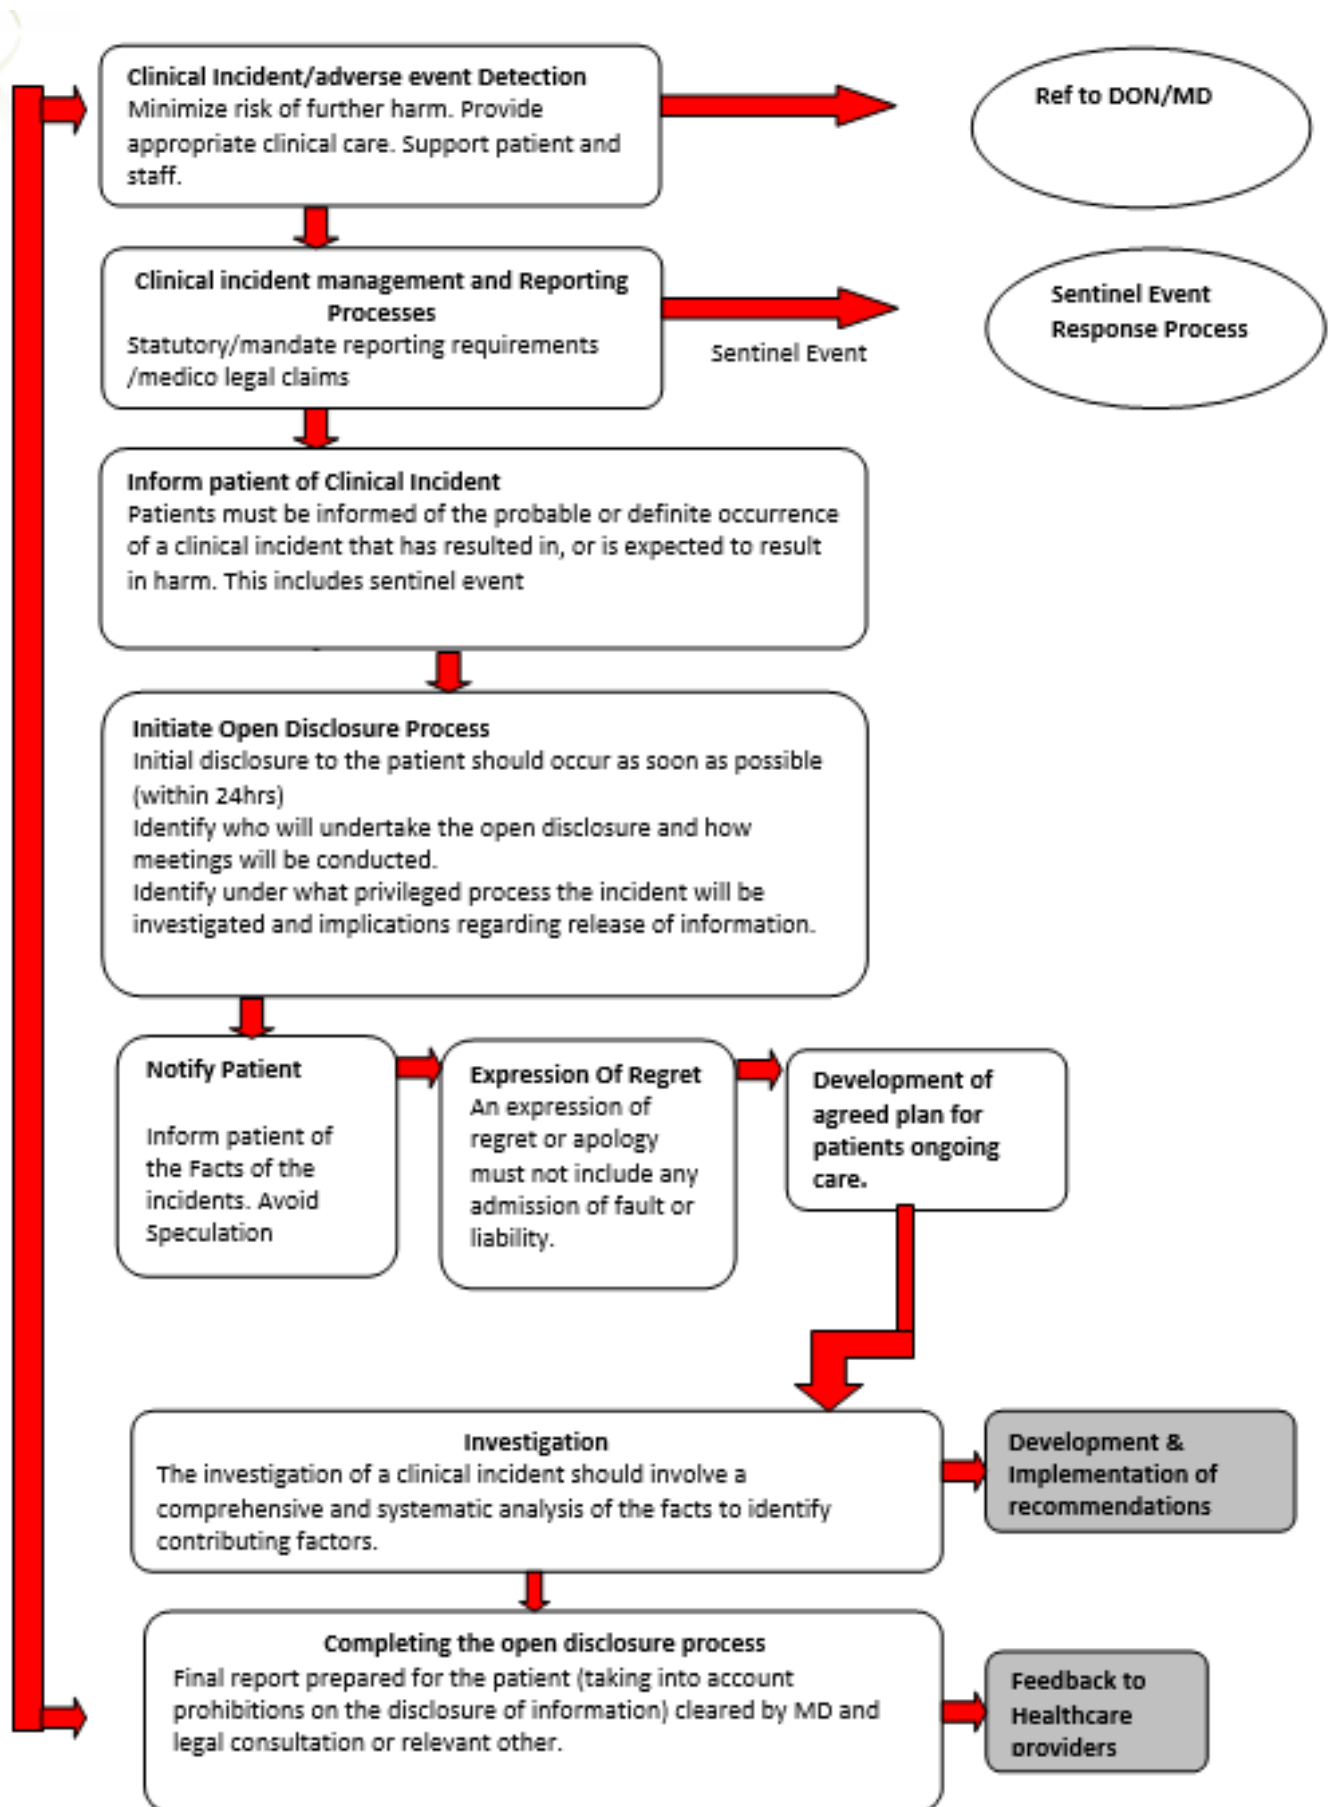 Clinical Incident/adverse event Detection
Minimize risk of further harm. Provide
appropriate clinical care. Support patient and
staff.
Ref to DON/MD
Clinical incident management and Reporting
Processes
Statutory/mandate reporting requirements
/medico legal claims
Sentinel Event
Sentinel Event
Response Process
Inform patient of Clinical Incident
Patients must be informed of the probable or definite occurrence
of a clinical incident that has resulted in, or is expected to result
in harm. This includes sentinel event
Initiate Open Disclosure Process
Initial disclosure to the patient should occur as soon as possible
(within 24hrs)
Identify who will undertake the open disclosure and how
meetings will be conducted.
Identify under what privileged process the incident will be
investigated and implications regarding release of information.
Notify Patient
Inform patient of
the Facts of the
incidents. Avoid
Speculation
Expression Of Regret
An expression of
regret or apology
must not include any
admission of fault or
liability.
Development of
agreed plan for
patients ongoing
care.
Investigation
The investigation of a clinical incident should involve a
comprehensive and systematic analysis of the facts to identify
contributing factors.
Development &
Implementation of
recommendations
Completing the open disclosure process
Final report prepared for the patient (taking into account
prohibitions on the disclosure of information) cleared by MD and
legal consultation or relevant other.
Feedback to
Healthcare
providers